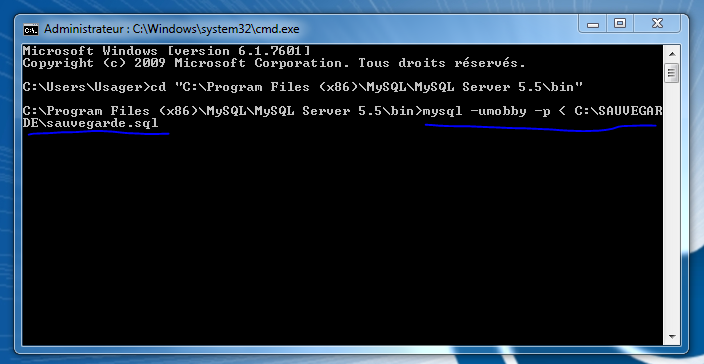 Administrateur : C:\Windows\system32\cmd.exe
Microsoft Windows [version 6.1.7601]
Copyright (c) 2009 Microsoft Corporation. Tous droits réservés.
C:\Users\Usager>cd "C:\Program Files (x86)\MySQL\MySQL Server 5.5\bin"
C:\Program Files (x86)\MySQL\MySQL Server 5.5\bin>mysql -umobby -p < C:\SAUVEGAR
DE\sauvegarde.sql